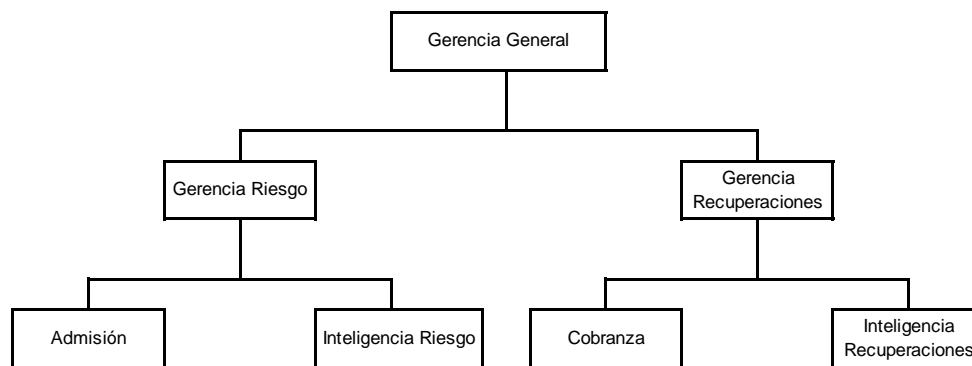 Gerencia General
Gerencia Riesgo
Gerencia
Recuperaciones
Admisión
Inteligencia Riesgo
Cobranza
Inteligencia
Recuperaciones